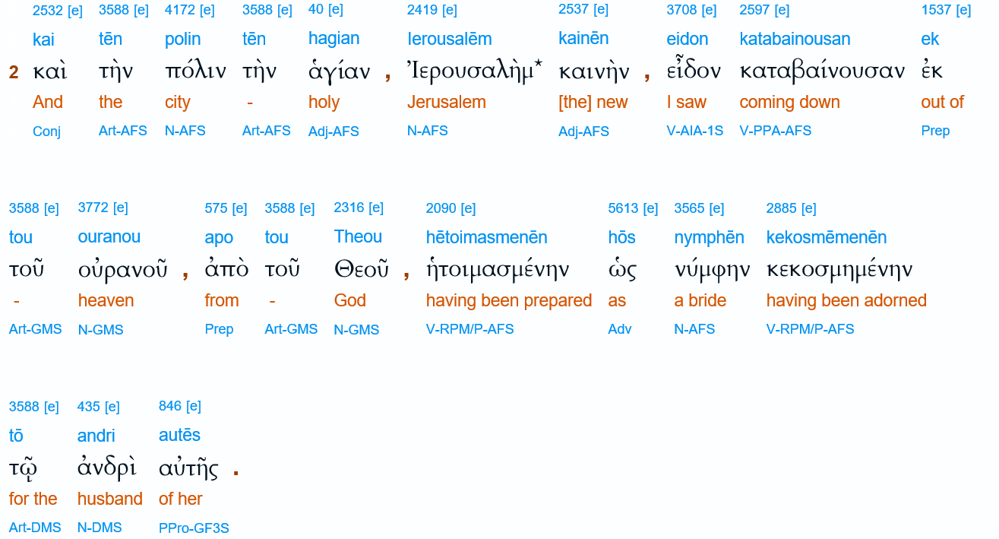 2532 [e] 3588 [e] 4172 [e] 3588 [e] 40 [e] 2419 [e] 2537 [e] 3708 [e] 2597 [e] 1537 [e]
kai tēn polin tēn hagian Ierousalēm kainēn eidon katabainousan ek
2 καὶ τὴν πόλιν τὴν ἁγίαν , Ἰερουσαλὴμ* καινὴν , εἶδον καταβαίνουσαν ἐκ
And the city - holy Jerusalem [the] new I saw coming down out of
Conj Art-AFS N-AFS Art-AFS Adj-AFS N-AFS Adj-AFS V-AIA-1S V-PPA-AFS Prep
3588 [e] 3772 [e] 575 [e] 3588 [e] 2316 [e] 2090 [e] 5613 [e] 3565 [e] 2885 [e]
tou ouranou apo tou Theou hētoimasmenēn hōs nymphēn kekosmēmenēn
τοῦ οὐρανοῦ , ἀπὸ τοῦ Θεοῦ , ἡτοιμασμένην ὡς νύμφην κεκοσμημένην
- heaven from - God having been prepared as a bride having been adorned
Art-GMS N-GMS Prep Art-GMS N-GMS V-RPM/P-AFS Adv N-AFS V-RPM/P-AFS
3588 [e] 435 [e] 846 [e]
tō andri autēs
τῷ ἀνδρὶ αὐτῆς .
for the husband of her
Art-DMS N-DMS PPro-GF3S